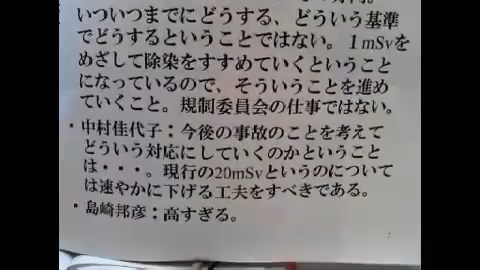 いついつまでにどうする、どういう基準
でどうするということではない。1mSvを
めざして除染をすすめていくということ
になっているので、そういうことを進め
ていくこと。規制委員会の仕事ではない。
・中村佳代子：今後の事故のことを考えて
どういう対応にしていくのかということ
は・・・。現行の20mSvというのについて
は速やかに下げる工夫をすべきである。
・島崎邦彦：高すぎる。